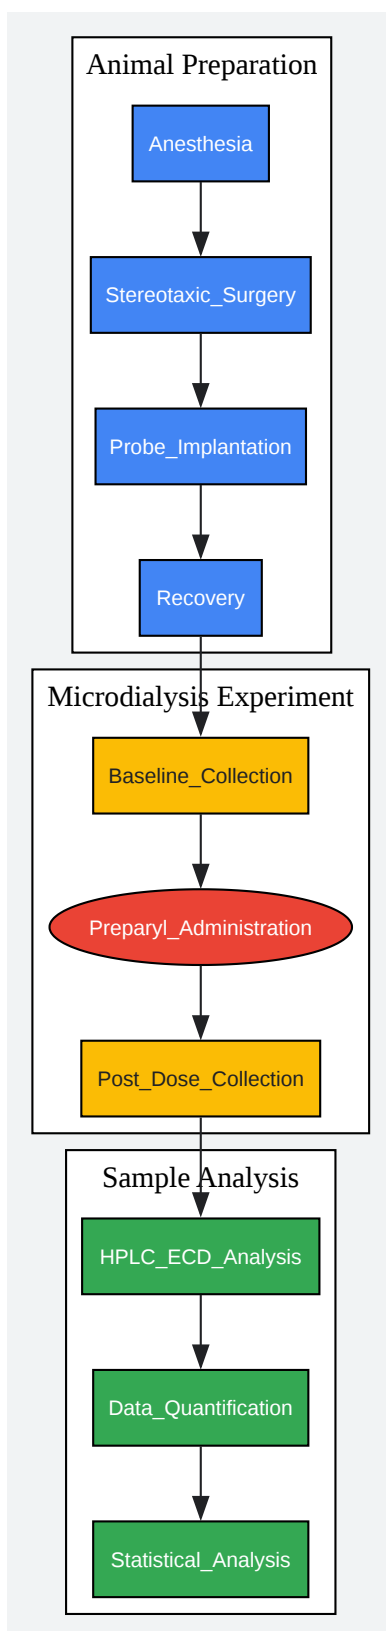 Animal Preparation
Anesthesia
Stereotaxic_Surgery
Probe_Implantation
Recovery
Microdialysis Experiment
Baseline_Collection
Preparyl_Administration
Post_Dose_Collection
Sample Analysis
HPLC_ECD_Analysis
Data_Quantification
Statistical_Analysis